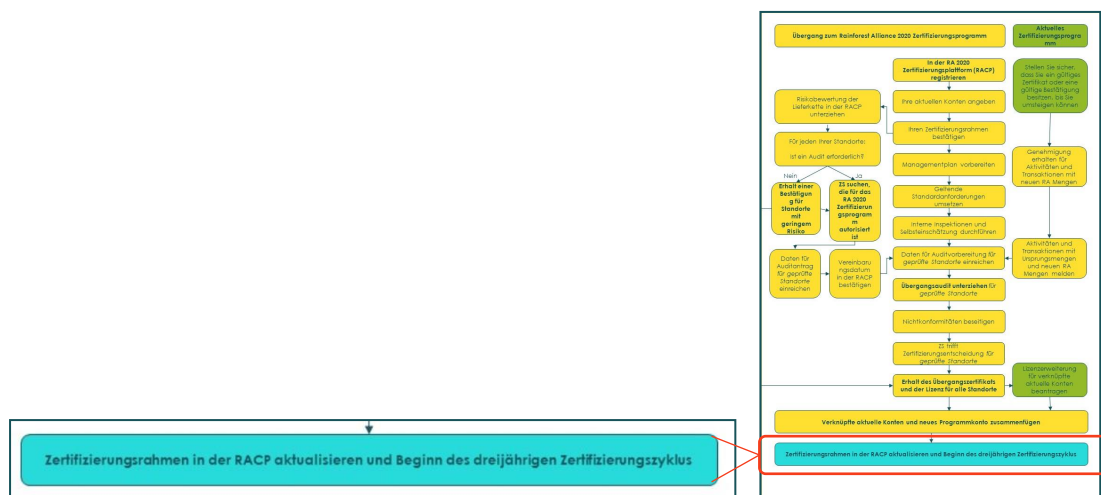 Übergang zum Rainforest Alliance 2020 Zertifizierungsprogramm
Aktuelles
Zertifizierungsprogra
mm
In der RA 2020
Zertifizierungsplattform (RACP)
registrieren
Stellen Sie sicher,
dass Sie ein gültiges
Zertifikat oder eine
gültige Bestätigung
besitzen, bis Sie
umsteigen können
Risikobewertung der
Lieferkette in der RACP
unterziehen
Ihre aktuellen Konten angeben
Ihren Zertifizierungsrahmen
bestätigen
Für jeden Ihrer Standorte:
Ist ein Audit erforderlich?
Managementplan vorbereiten
Genehmigung
erhalten für
Aktivitäten und
Transaktionen mit
neuen RA Mengen
Nein
Ja
Erhalt einer
Bestätigun
g für
Standorte
mit
geringem
Risiko
ZS suchen,
die für das
RA 2020
Zertifizierun
gsprogram
m
autorisiert
ist
Geltende
Standardanforderungen
umsetzen
Interne Inspektionen und
Selbsteinschätzung durchführen
Daten für
Auditantrag
für geprüfte
Standorte
einreichen
Vereinbaru
ngsdatum
in der RACP
bestätigen
Daten für Auditvorbereitung für
geprüfte Standorte einreichen
Aktivitäten und
Transaktionen mit
Ursprungsmengen
und neuen RA
Mengen melden
Übergangsaudit unterziehen für
geprüfte Standorte
Nichtkonformitäten beseitigen
ZS trifft
Zertifizierungsentscheidung für
geprüfte Standorte
Erhalt des Übergangszertifikats
und der Lizenz für alle Standorte
Lizenzerweiterung
für verknüpfte
aktuelle Konten
beantragen
Verknüpfte aktuelle Konten und neues Programmkonto zusammenfügen
Zertifizierungsrahmen in der RACP aktualisieren und Beginn des dreijährigen Zertifizierungszyklus
Zertifizierungsrahmen in der RACP aktualisieren und Beginn des dreijährigen Zertifizierungszyklus